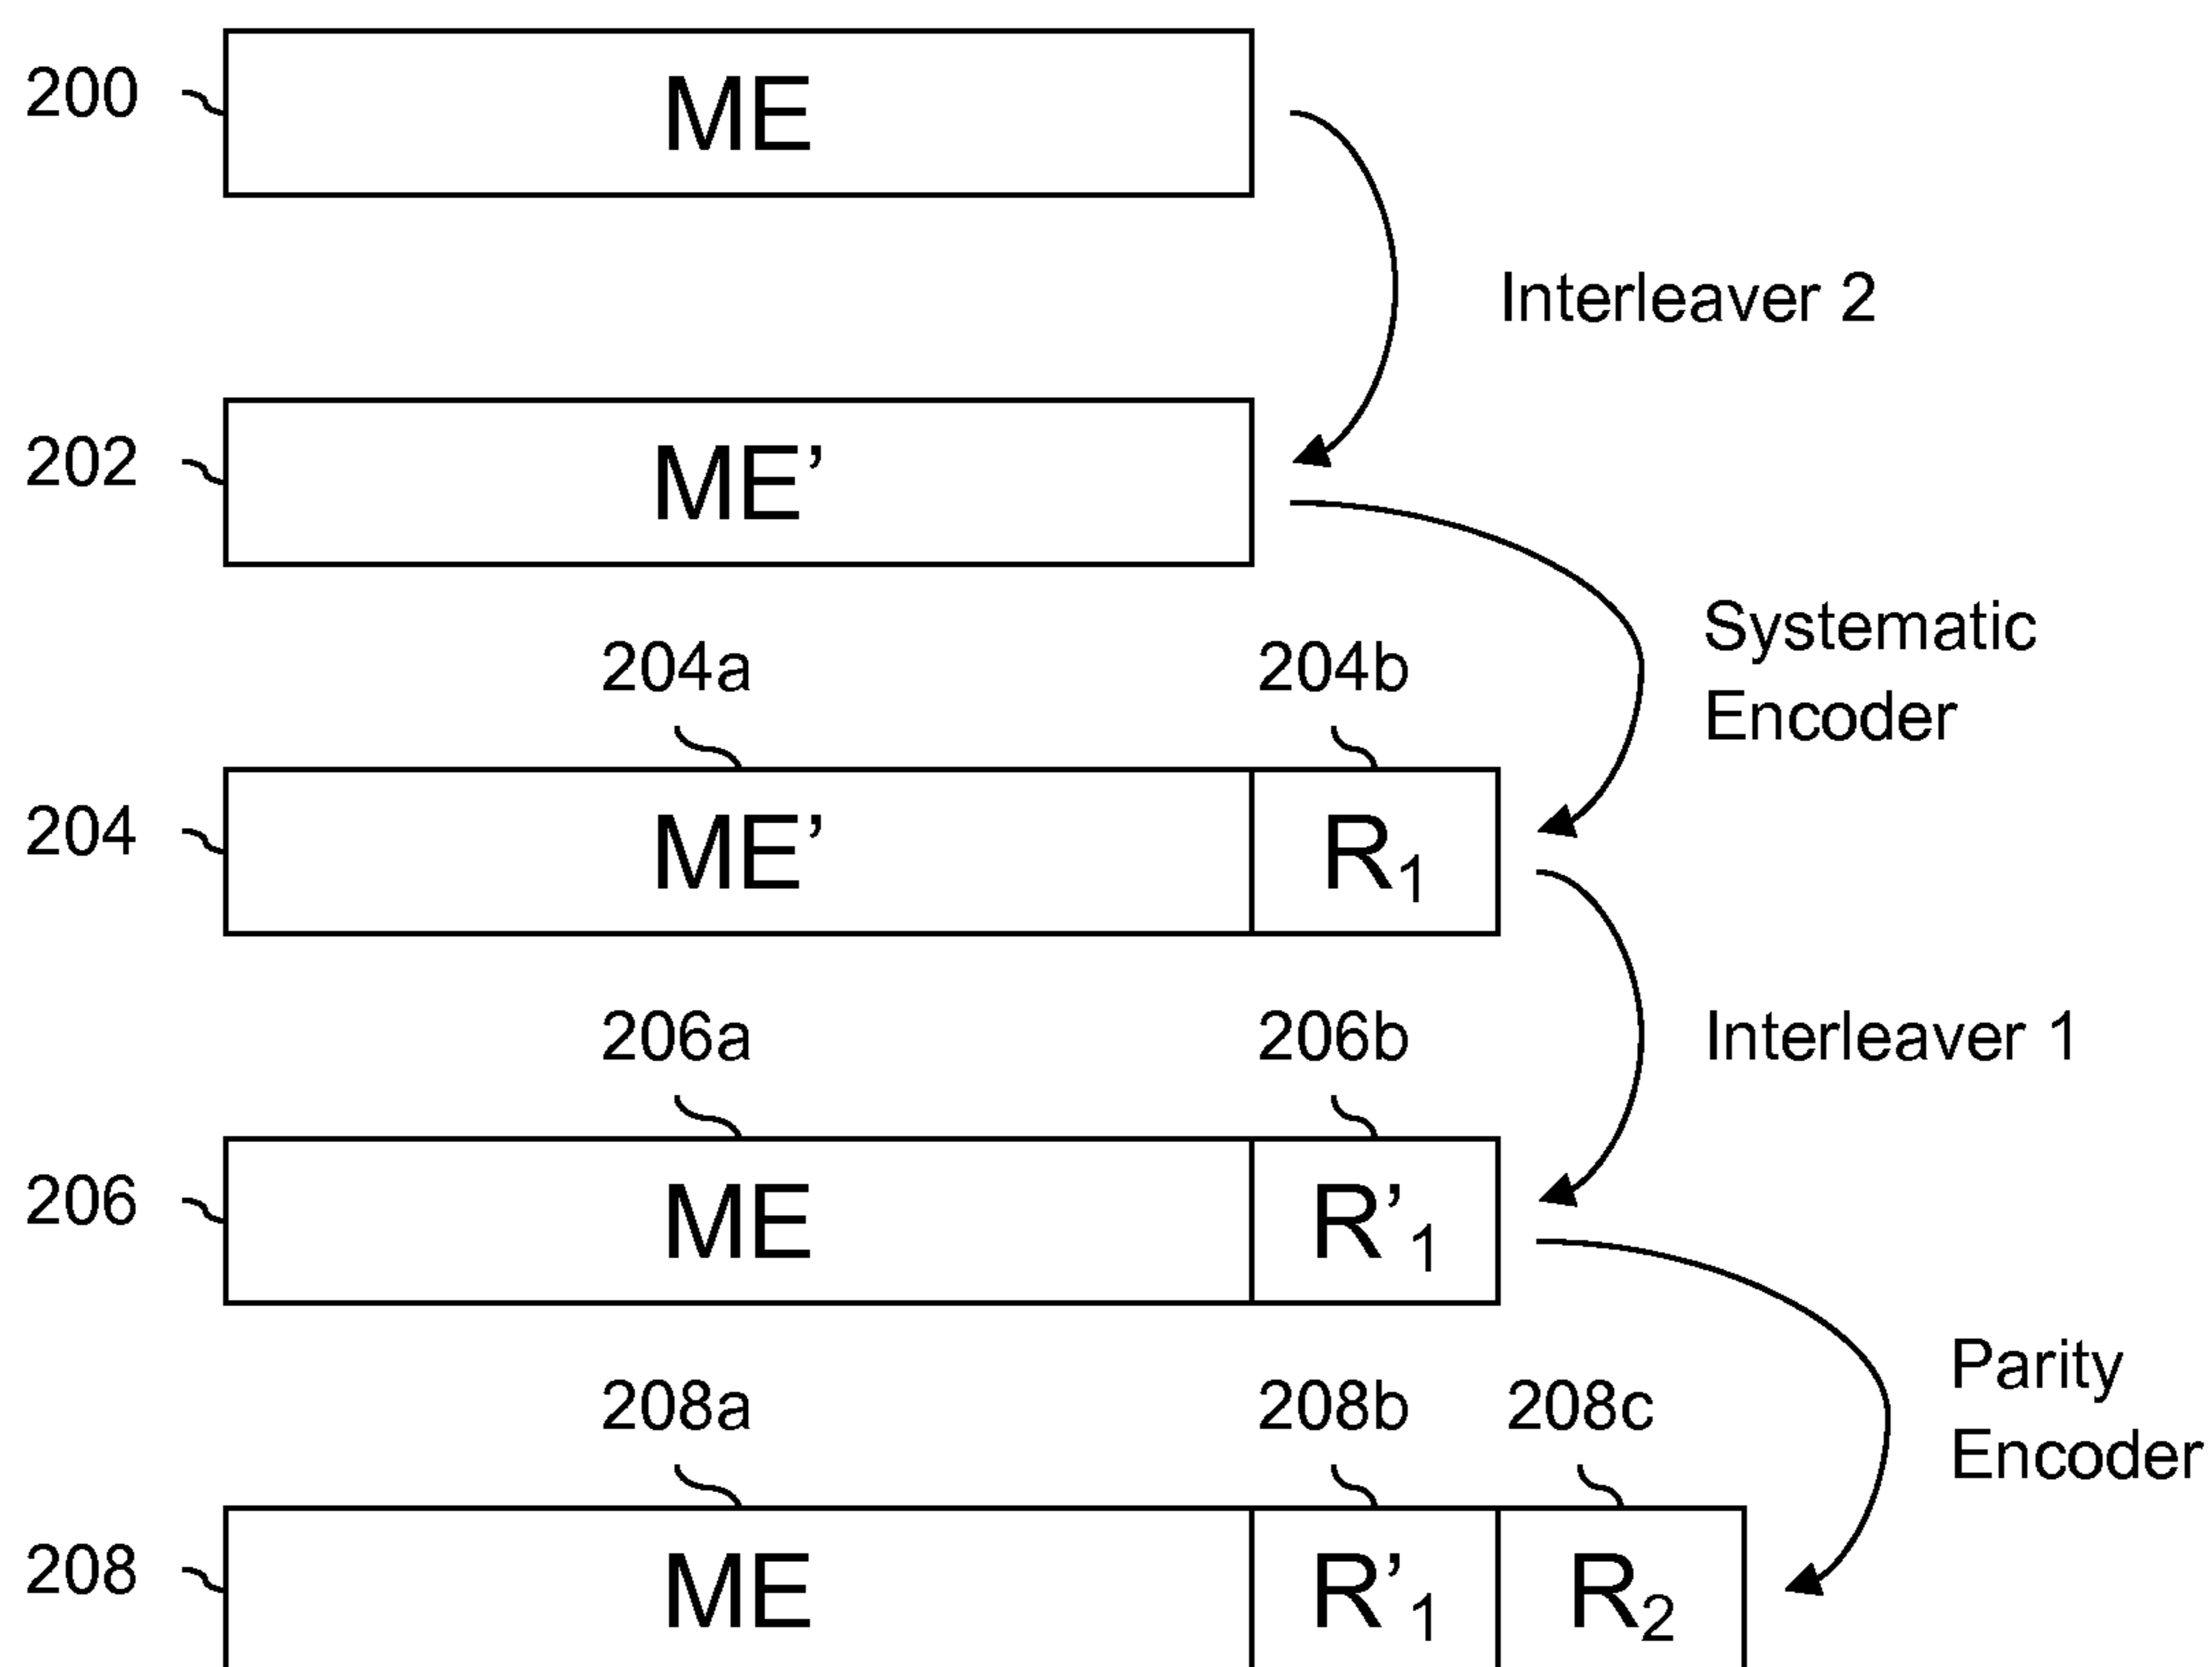 200
ME
Interleaver 2
202
ME’
Systematic
Encoder
204a
204b
204
ME’
R1
Interleaver 1
206a
206b
206
ME
R’1
Parity
Encoder
208a
208b
208c
208
ME
R’1
R2